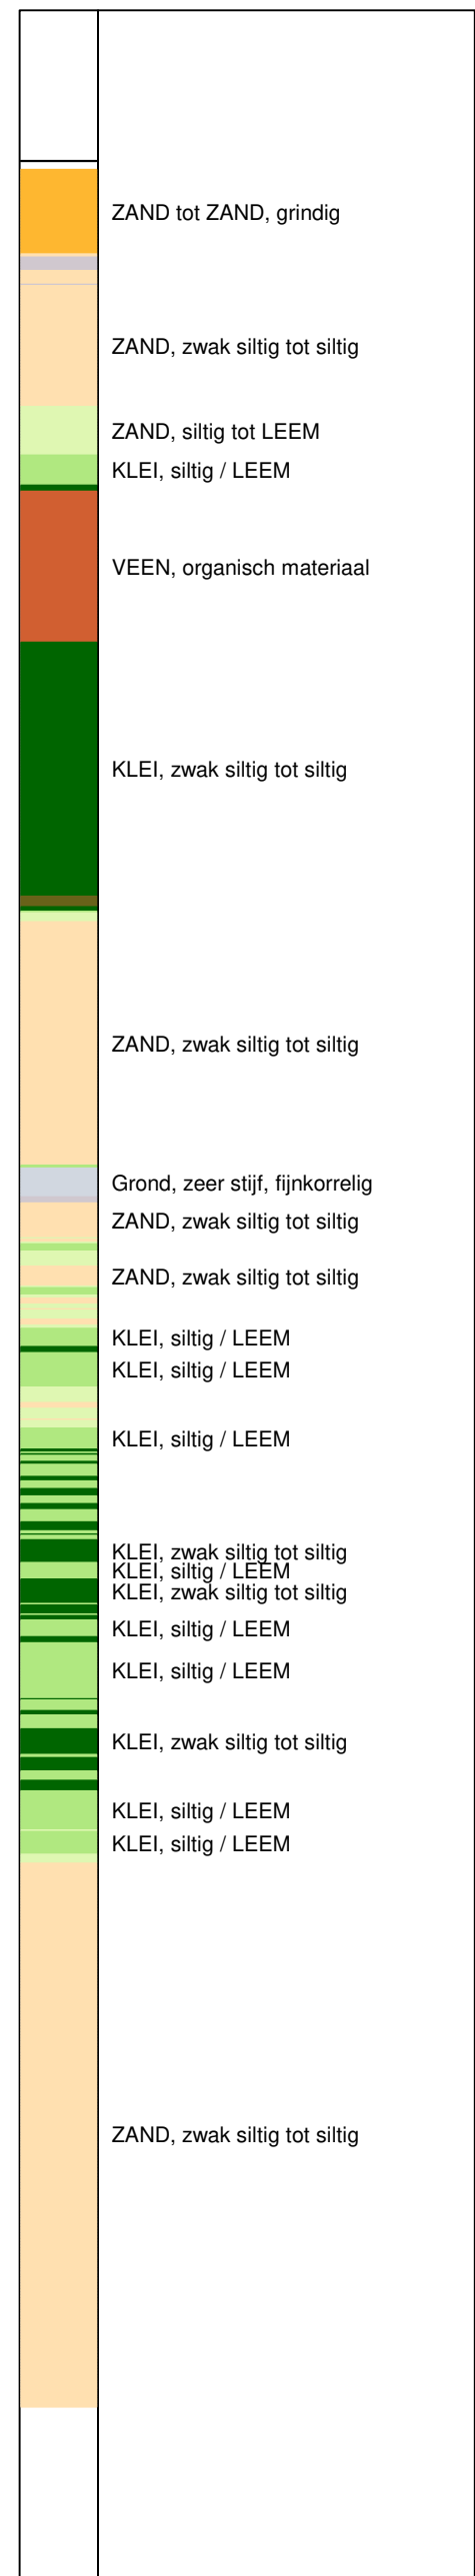 ZAND tot ZAND, grindig
ZAND, zwak siltig tot siltig
ZAND, siltig tot LEEM
KLEI, siltig / LEEM
VEEN, organisch materiaal
KLEI, zwak siltig tot siltig
ZAND, zwak siltig tot siltig
Grond, zeer stijf, fijnkorrelig
ZAND, zwak siltig tot siltig
ZAND, zwak siltig tot siltig
KLEI, siltig / LEEM
KLEI, siltig / LEEM
KLEI, siltig / LEEM
KLEI, zwak siltig tot siltig
KLEI, siltig / LEEM
KLEI, zwak siltig tot siltig
KLEI, siltig / LEEM
KLEI, siltig / LEEM
KLEI, zwak siltig tot siltig
KLEI, siltig / LEEM
KLEI, siltig / LEEM
ZAND, zwak siltig tot siltig